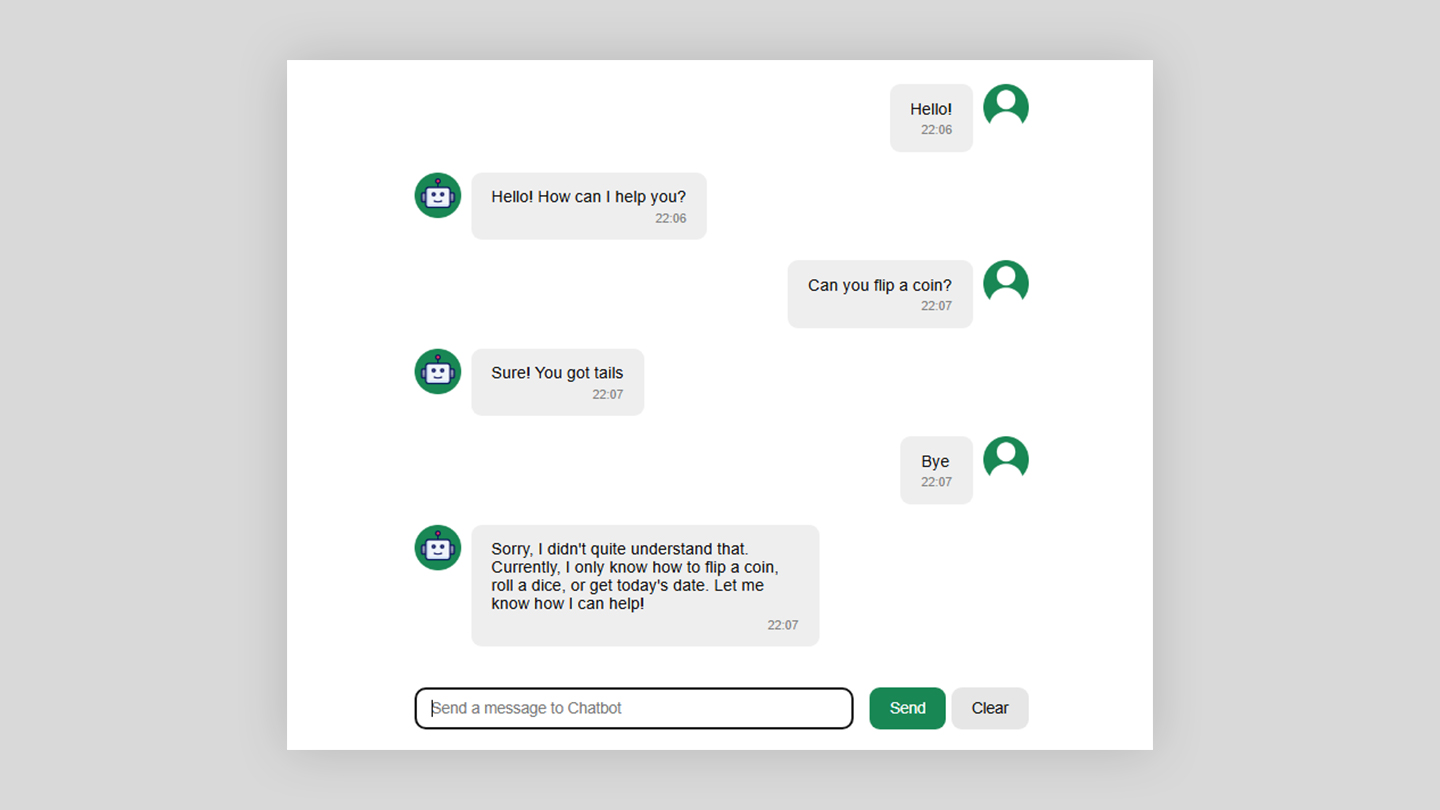 Hello!
22:06
Hello! How can I help you?
22:06
Can you flip a coin?
22:07
Sure! You got tails
22:07
Bye
22:07
Sorry, I didn't quite understand that.
Currently, I only know how to flip a coin,
roll a dice, or get today's date. Let me
know how I can help!
22:07
Send a message to Chatbot
Send
Clear